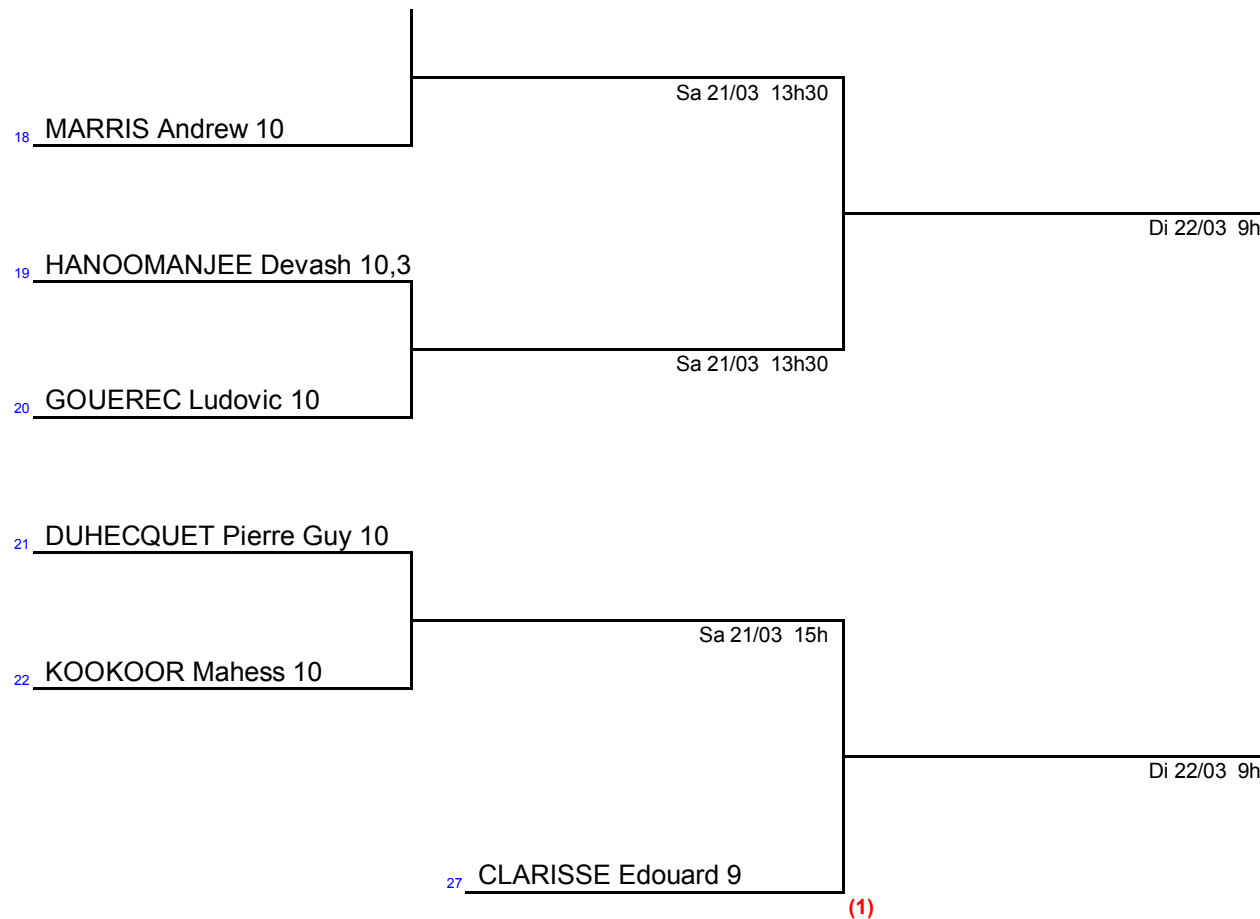 Sa 21/03 13h30
18 MARRIS Andrew 10
Di 22/03 9h
19 HANOOMANJEE Devash 10,3
Sa 21/03 13h30
20 GOUEREC Ludovic 10
21 DUHECQUET Pierre Guy 10
Sa 21/03 15h
22 KOOKOOR Mahess 10
Di 22/03 9h
27 CLARISSE Edouard 9
(1)